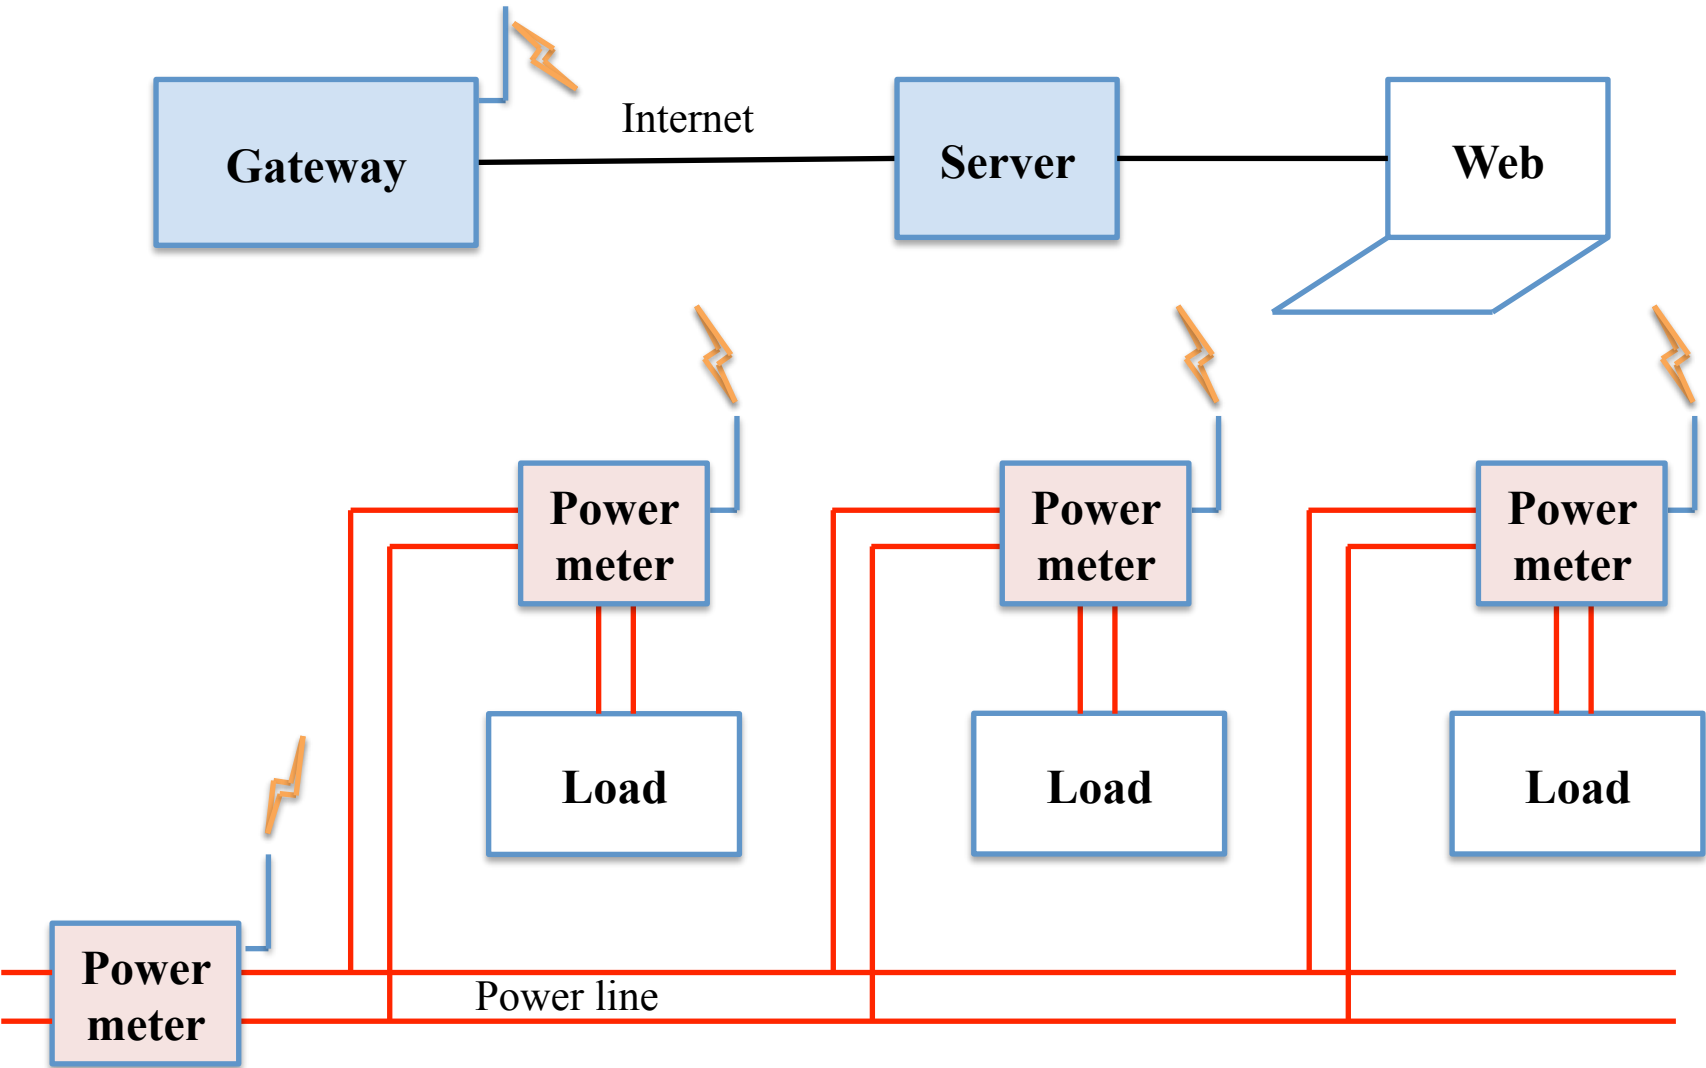 Internet
Gateway
Server
Web
Power
meter
Power
meter
Power
meter
Load
Load
Load
Power
meter
Power line